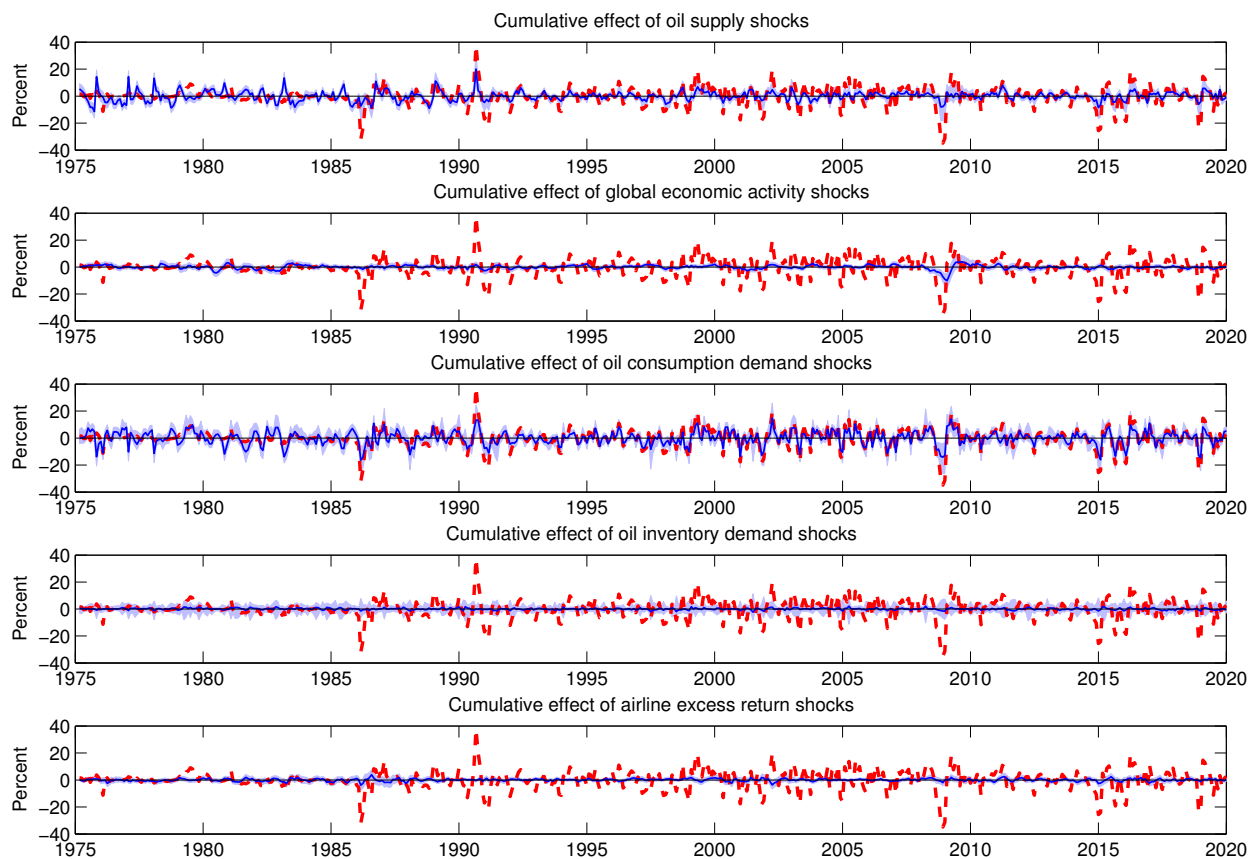 Cumulative effect of oil supply shocks
Percent
40
20
0
−20
−40
1975 1980 1985 1990 1995 2000 2005 2010 2015 2020
Cumulative effect of global economic activity shocks
Percent
40
20
0
−20
−40
1975 1980 1985 1990 1995 2000 2005 2010 2015 2020
Cumulative effect of oil consumption demand shocks
Percent
40
20
0
−20
−40
1975 1980 1985 1990 1995 2000 2005 2010 2015 2020
Cumulative effect of oil inventory demand shocks
Percent
40
20
0
−20
−40
1975 1980 1985 1990 1995 2000 2005 2010 2015 2020
Cumulative effect of airline excess return shocks
Percent
40
20
0
−20
−40
1975 1980 1985 1990 1995 2000 2005 2010 2015 2020